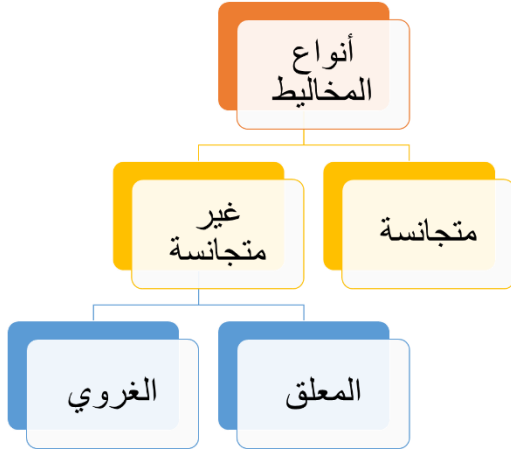 أنواع
المخاليط
متجانسة
غير
متجانسة
المعلق
الغروي